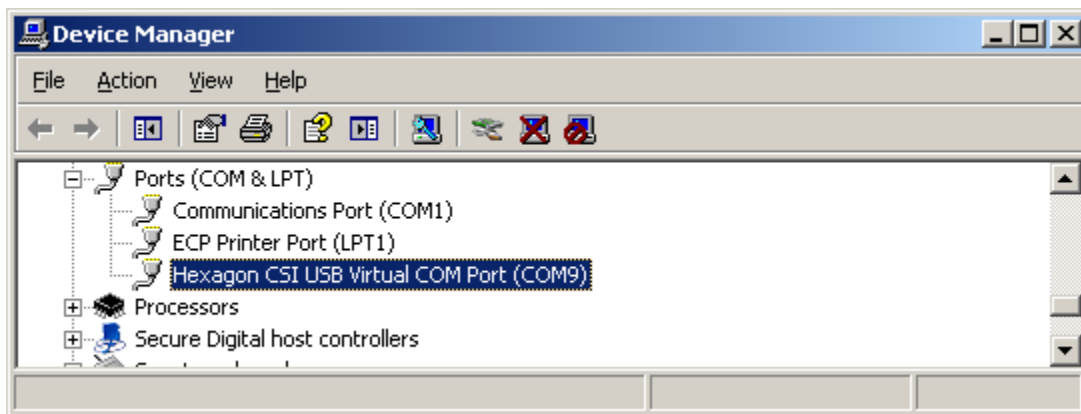 Device Manager
File Action View Help
Ports (COM & LPT)
Communications Port (COM1)
ECP Printer Port (LPT1)
Hexagon CSI USB Virtual COM Port (COM9)
Processors
Secure Digital host controllers